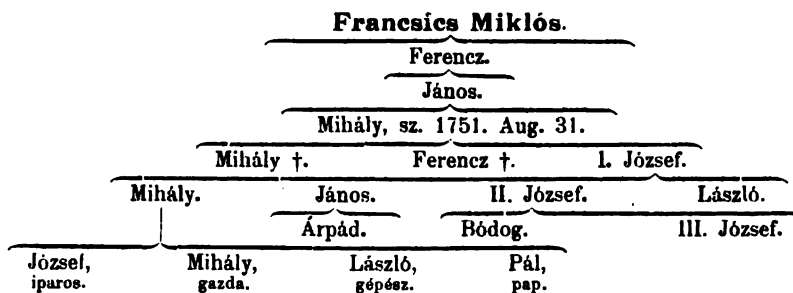 Francsics Miklós.
Ferencz.
János.
Mihály, sz. 1751. Aug. 31.
Mihály †. Ferencz †. I. József.
Mihály. János. II. József. László.
Árpád. Bódog. III. József.
József, Mihály, László, Pál,
iparos. gazda. gépész. pap.